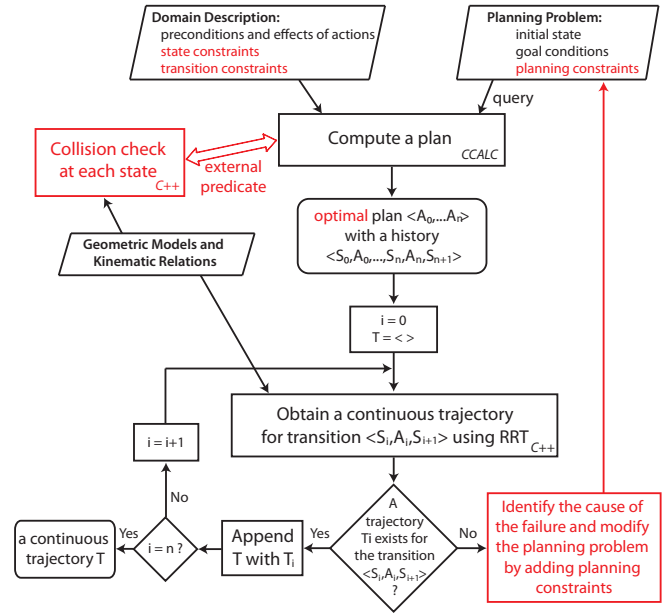 Domain Description:
preconditions and effects of actions
state constraints
transition constraints
Planning Problem:
initial state
goal conditions
planning constraints
query
Compute a plan
CCALC
Collision check
at each state
C++
external
predicate
optimal plan <A₀,...Aₙ>
with a history
<S₀,A₀,...,Sₙ,Aₙ,Sₙ₊₁>
Geometric Models and
Kinematic Relations
i = 0
T = < >
Obtain a continuous trajectory
for transition <Sᵢ,Aᵢ,Sᵢ₊₁> using RRT
C++
i = i+1
No
A
trajectory
Ti exists for
the transition
<Sᵢ,Aᵢ,Sᵢ₊₁>
?
Yes
No
Append
T with Tᵢ
i = n ?
Yes
a continuous
trajectory T
Identify the cause of
the failure and modify
the planning problem
by adding planning
constraints